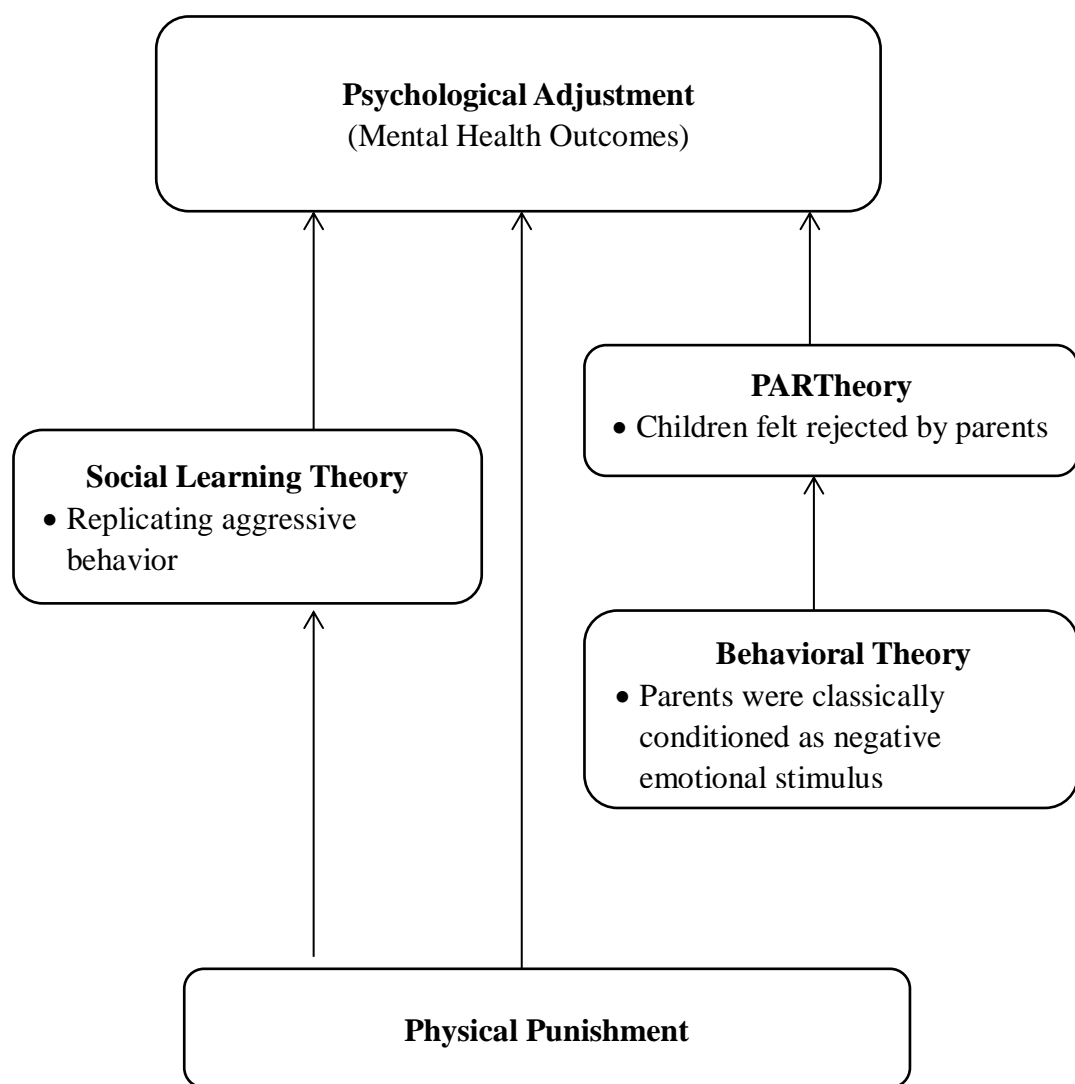 Psychological Adjustment
(Mental Health Outcomes)
PARTheory
• Children felt rejected by parents
Social Learning Theory
• Replicating aggressive
behavior
Behavioral Theory
• Parents were classically
conditioned as negative
emotional stimulus
Physical Punishment